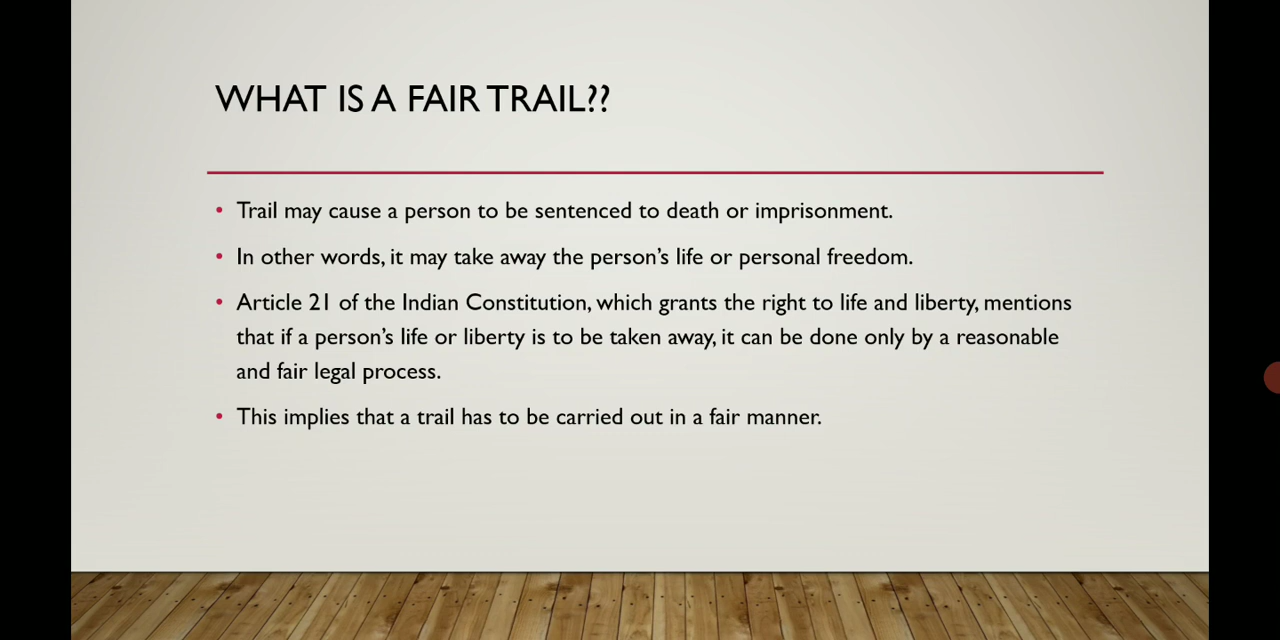 WHAT IS A FAIR TRAIL??
• Trail may cause a person to be sentenced to death or imprisonment.
• In other words, it may take away the person’s life or personal freedom.
• Article 21 of the Indian Constitution, which grants the right to life and liberty, mentions
that if a person’s life or liberty is to be taken away, it can be done only by a reasonable
and fair legal process.
• This implies that a trail has to be carried out in a fair manner.